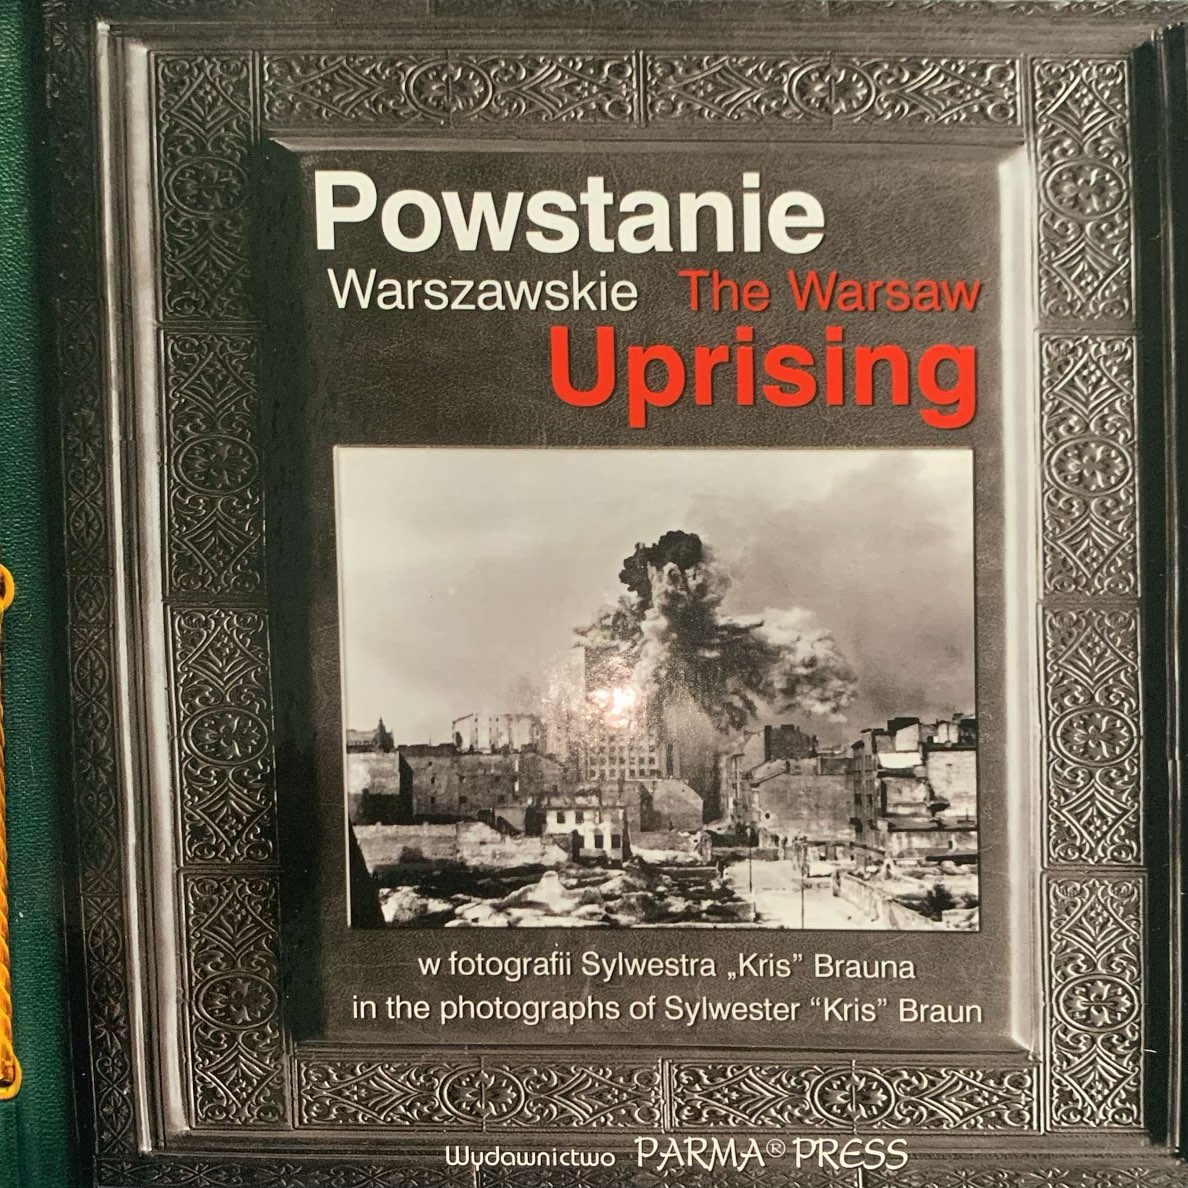 Powstanie
Warszawskie The Warsaw
Uprising
w fotografii Sylwestra „Kris” Brauna
in the photographs of Sylwester “Kris” Braun
Wydawnictwo PARMA® PRESS